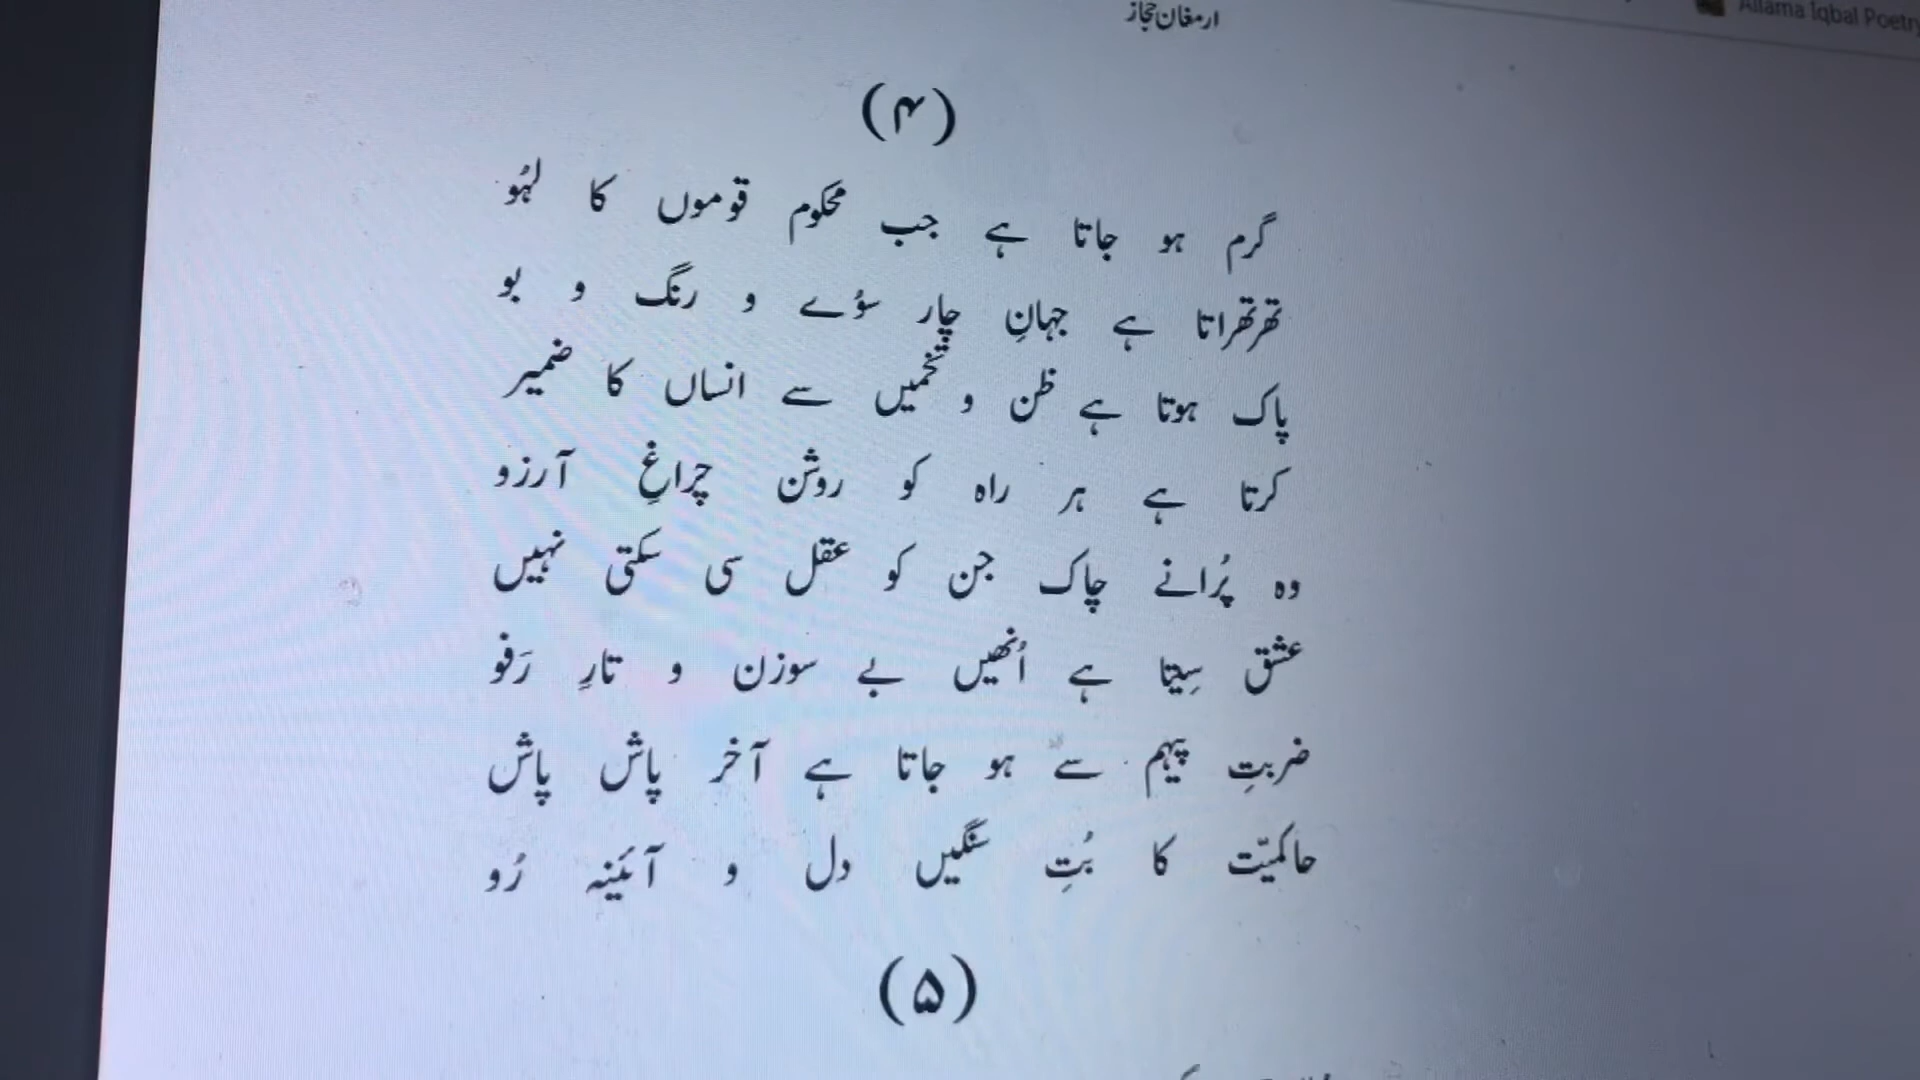 ارمغان حجاز
Allama Iqbal Poetry
(۴)
گرم ہو جاتا ہے جب محکوم قوموں کا لہُو
تھرتھراتا ہے جہانِ چار سُوے و رنگ و بو
پاک ہوتا ہے ظن و تخمیں سے انساں کا ضمیر
کرتا ہے ہر راہ کو روشن چراغِ آرزو
وہ پُرانے چاک جن کو عقل سی سکتی نہیں
عشق سِیتا ہے اُنھیں بے سوزن و تارِ رَفو
ضربتِ پیہم سے ہو جاتا ہے آخر پاش پاش
حاکمیّت کا بُتِ سنگیں دل و آئینہ رُو
(۵)